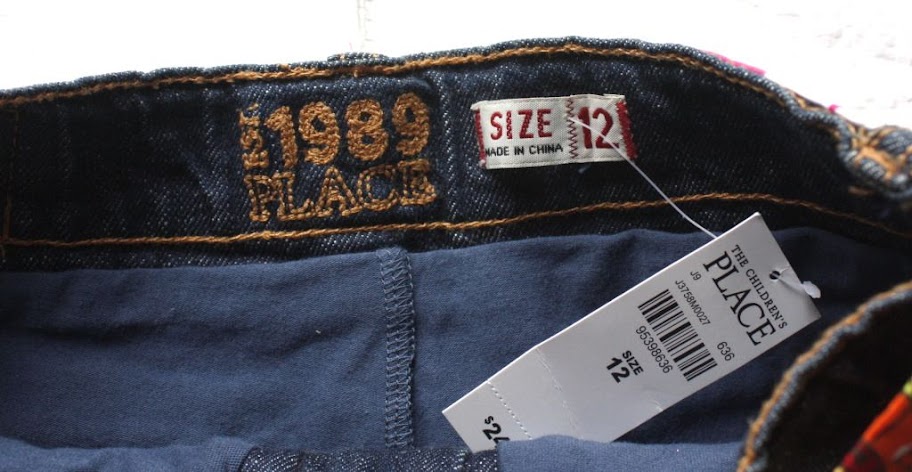 EST
1989
PLACE
SIZE 12
MADE IN CHINA
THE CHILDREN'S
PLACE
J9
J3758M0027
636
95398636
SIZE
12
$24